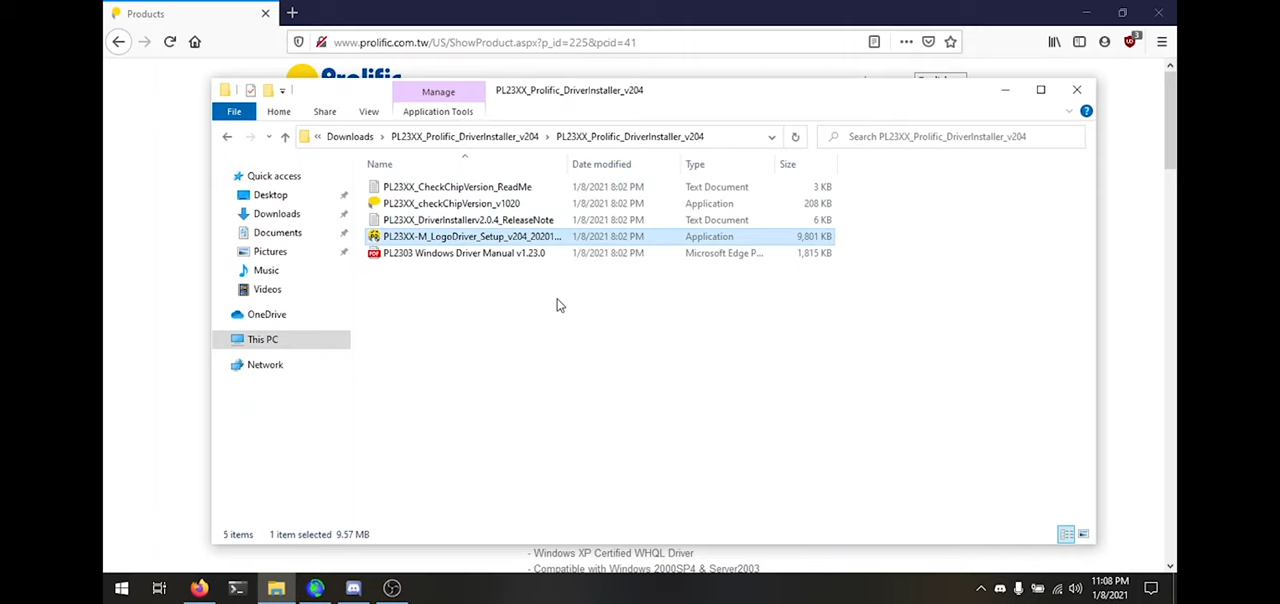 Products
www.prolific.com.tw/US/ShowProduct.aspx?p_id=225&pcid=41
3
Prolific
Manage
PL23XX_Prolific_DriverInstaller_v204
File
Home
Share
View
Application Tools
« Downloads > PL23XX_Prolific_DriverInstaller_v204 > PL23XX_Prolific_DriverInstaller_v204
Search PL23XX_Prolific_DriverInstaller_v204
Name
Date modified
Type
Size
Quick access
Desktop
Downloads
Documents
Pictures
Music
Videos
OneDrive
This PC
Network
PL23XX_CheckChipVersion_ReadMe 1/8/2021 8:02 PM Text Document 3 KB
PL23XX_checkChipVersion_v1020 1/8/2021 8:02 PM Application 208 KB
PL23XX_DriverInstallerv2.0.4_ReleaseNote 1/8/2021 8:02 PM Text Document 6 KB
PL23XX-M_LogoDriver_Setup_v204_20201... 1/8/2021 8:02 PM Application 9,801 KB
PL2303 Windows Driver Manual v1.23.0 1/8/2021 8:02 PM Microsoft Edge P... 1,815 KB
5 items 1 item selected 9.57 MB
- Windows XP Certified WHQL Driver
- Compatible with Windows 2000SP4 & Server2003
11:08 PM
1/8/2021